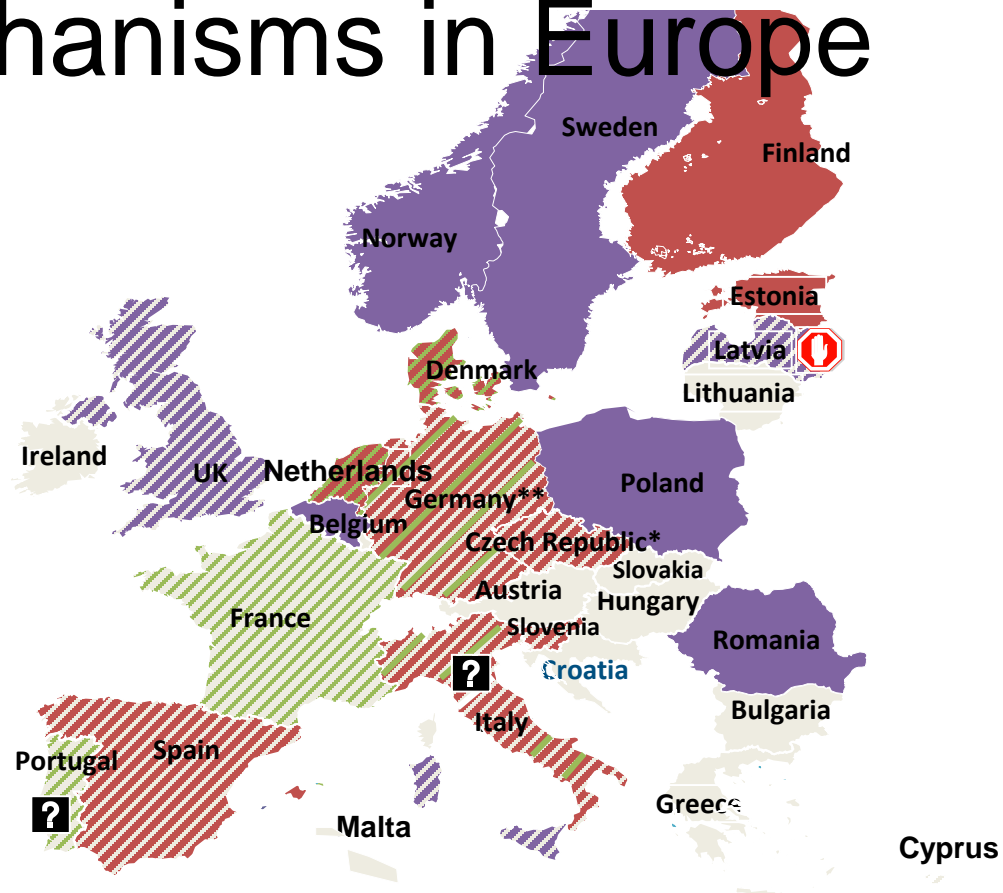 hanisms in Europe
Sweden
Finland
Norway
Estonia
Latvia
Denmark
Lithuania
Ireland
UK
Netherlands
Germany**
Poland
Belgium
Czech Republic*
Slovakia
Austria
Hungary
France
Slovenia
Romania
Croatia
Bulgaria
Italy
Spain
Portugal
?
?
Greece
Malta
Cyprus